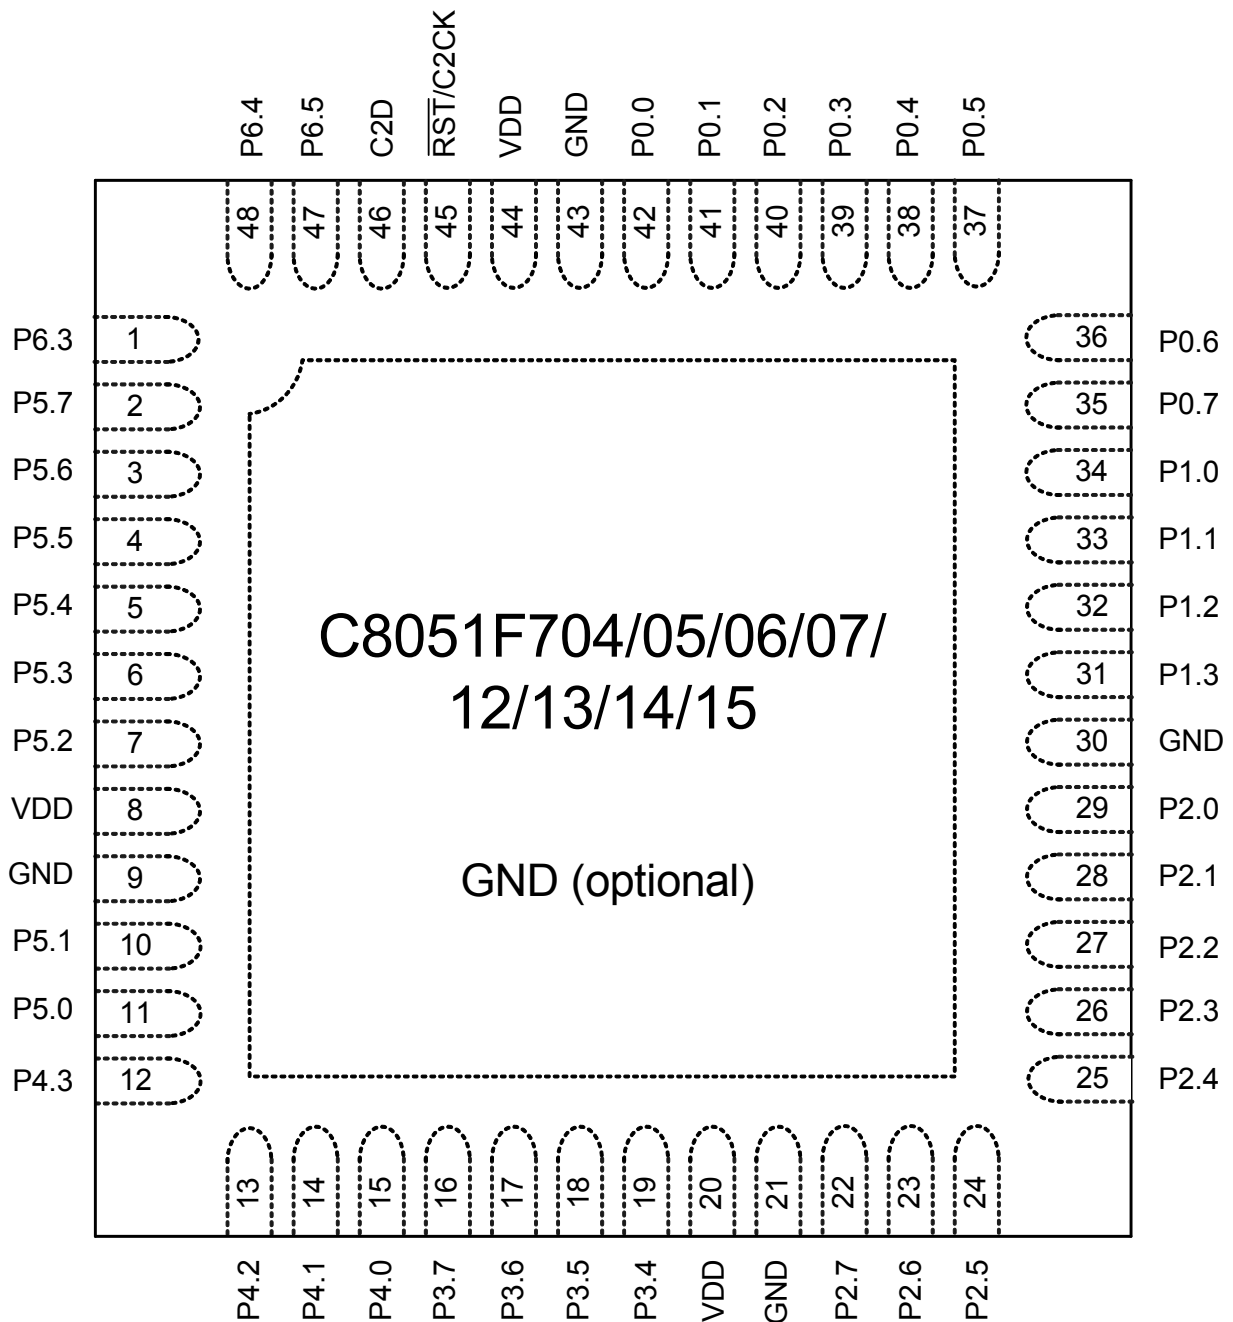 P6.4
P6.5
C2D
RST/C2CK
VDD
GND
P0.0
P0.1
P0.2
P0.3
P0.4
P0.5
48
47
46
45
44
43
42
41
40
39
38
37
P6.3 1
P5.7 2
P5.6 3
P5.5 4
P5.4 5
P5.3 6
P5.2 7
VDD 8
GND 9
P5.1 10
P5.0 11
P4.3 12
36 P0.6
35 P0.7
34 P1.0
33 P1.1
32 P1.2
31 P1.3
30 GND
29 P2.0
28 P2.1
27 P2.2
26 P2.3
25 P2.4
C8051F704/05/06/07/
12/13/14/15
GND (optional)
13
14
15
16
17
18
19
20
21
22
23
24
P4.2
P4.1
P4.0
P3.7
P3.6
P3.5
P3.4
VDD
GND
P2.7
P2.6
P2.5